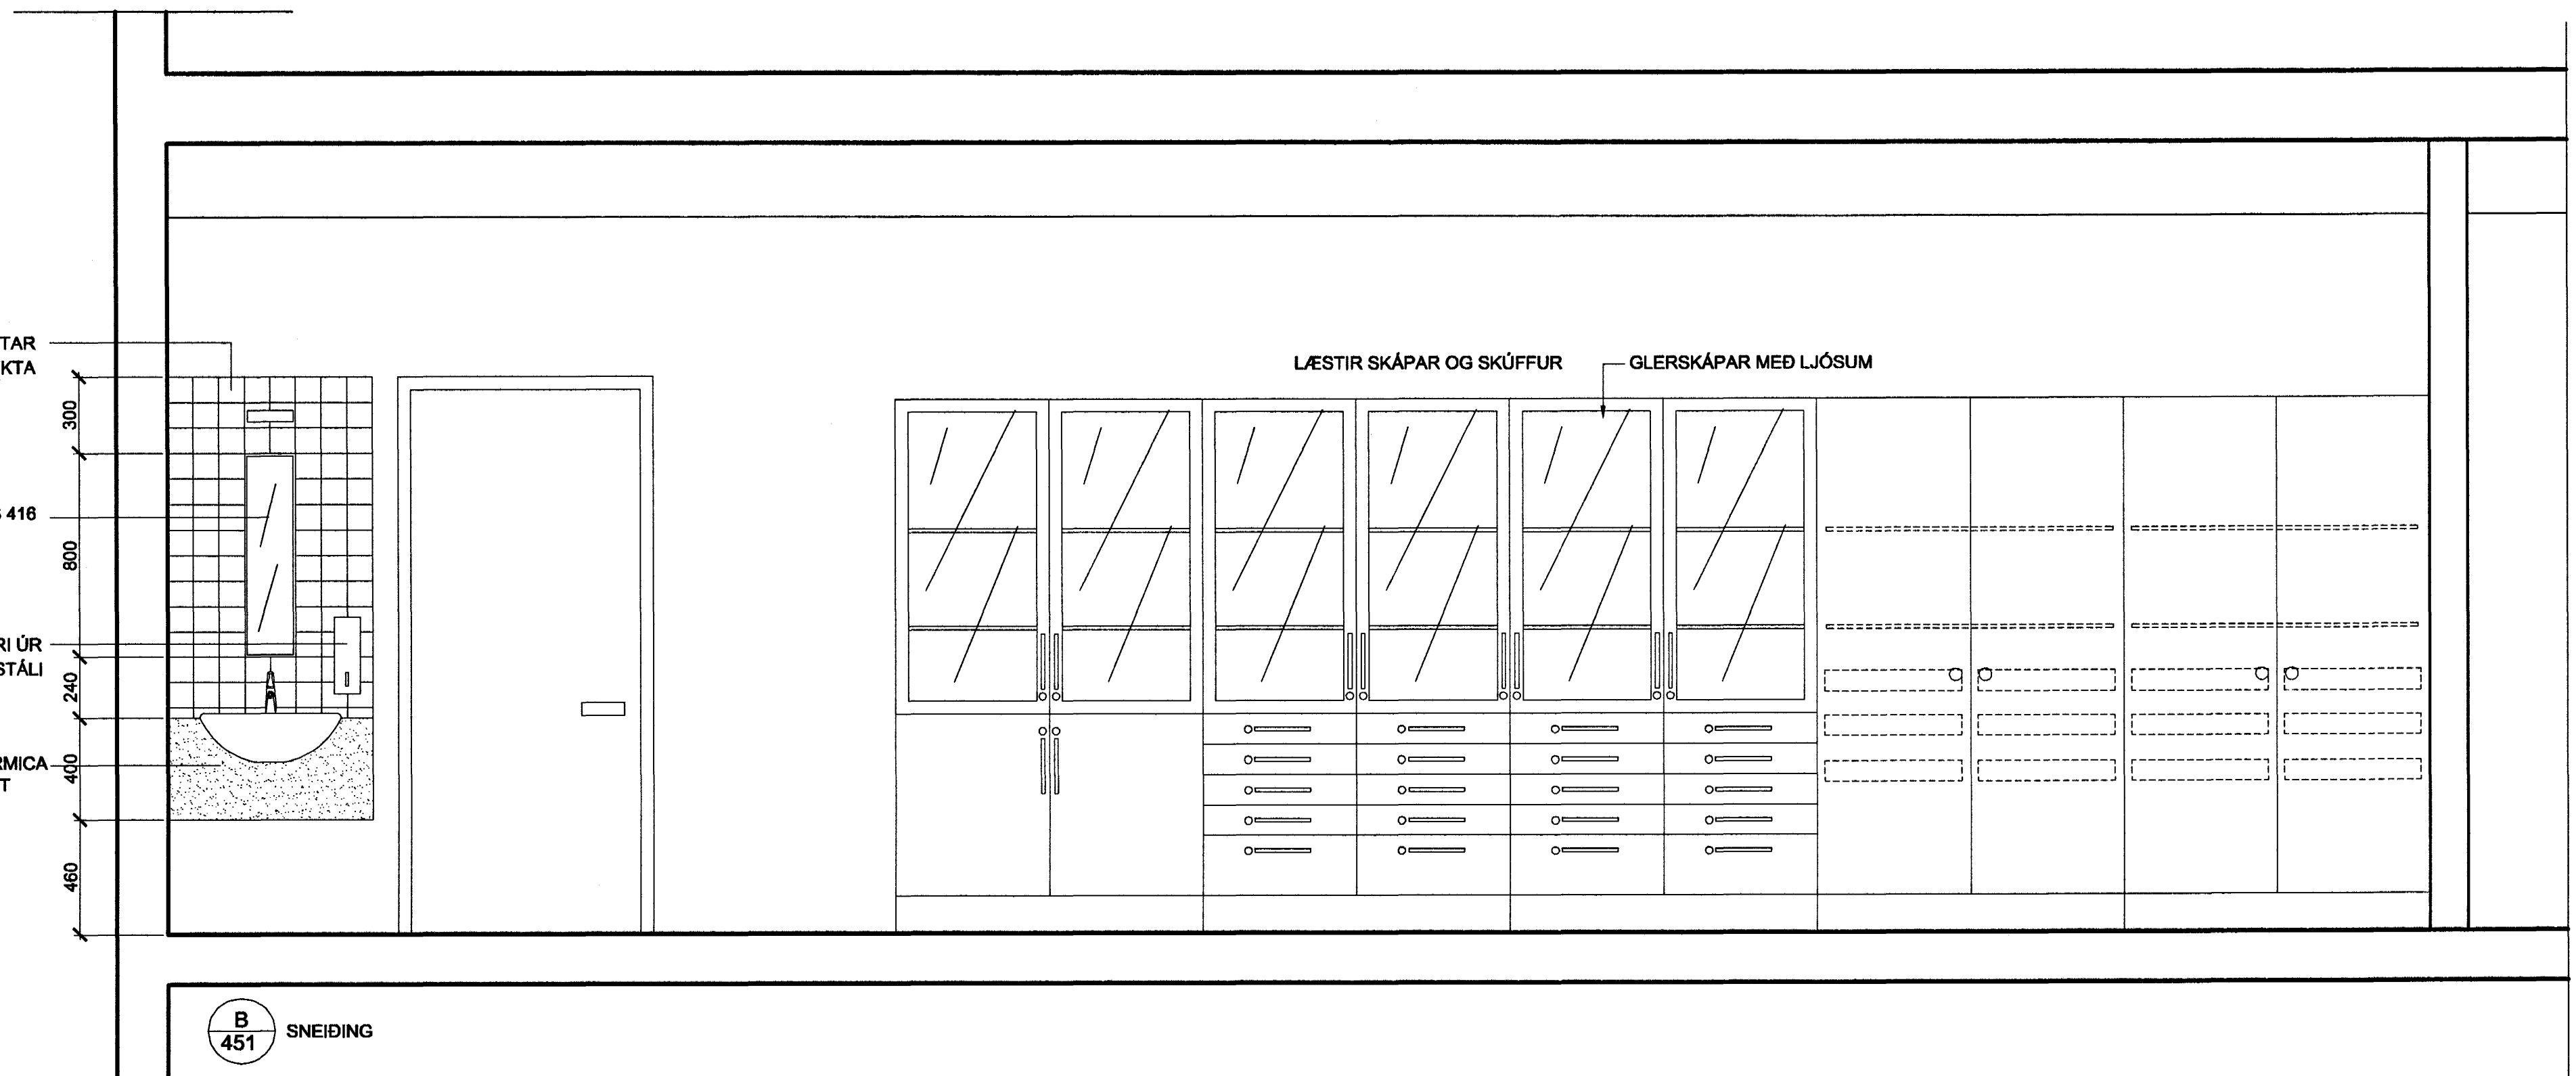 TAR
KTA
300
LÆSTIR SKÁPAR OG SKÚFFUR
GLERSKÁPAR MEÐ LJÓSUM
416
800
RI ÚR
STÁLI
240
RMICA
T
400
460
B
451
SNEIÐING